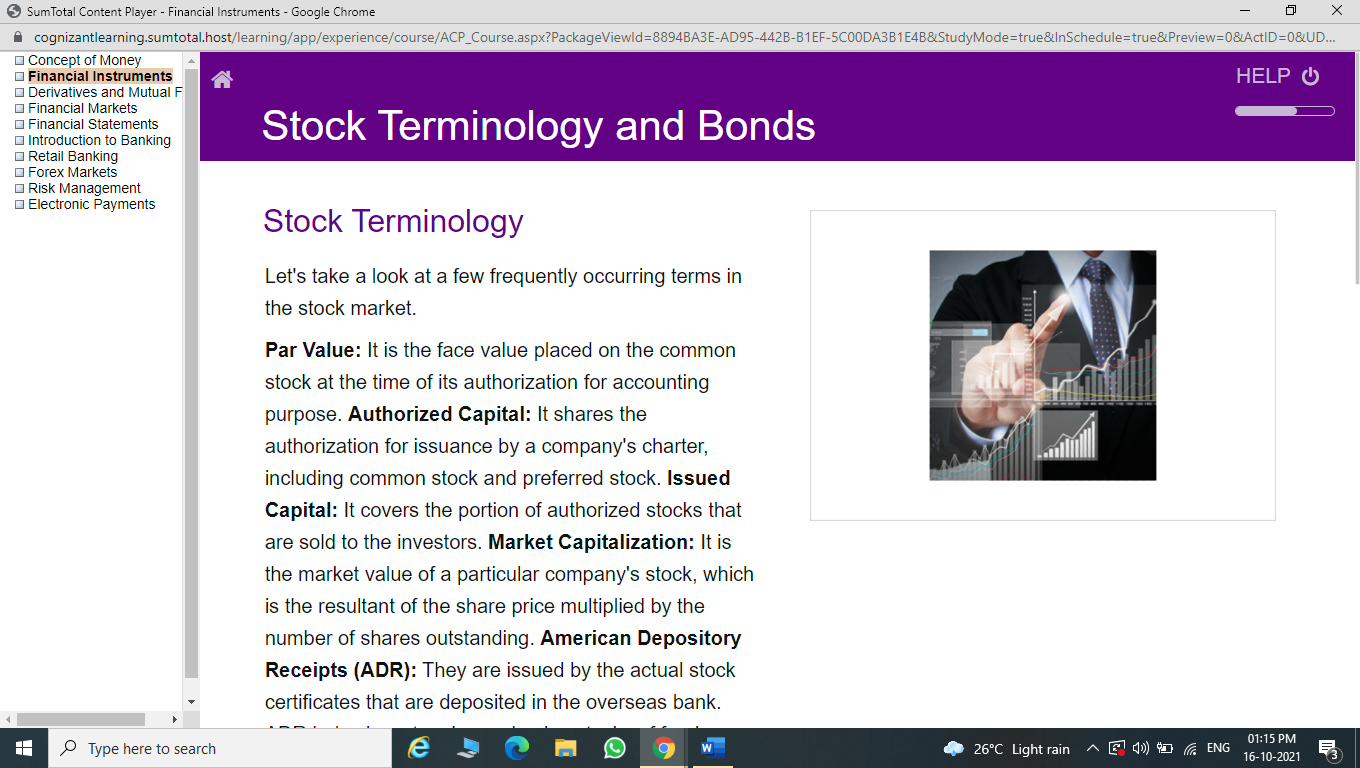 SumTotal Content Player - Financial Instruments - Google Chrome
cognizantlearning.sumtotal.host/learning/app/experience/course/ACP_Course.aspx?PackageViewId=8894BA3E-AD95-442B-B1EF-5C00DA3B1E4B&StudyMode=true&InSchedule=true&Preview=0&ActID=0&UD...
Concept of Money
Financial Instruments
Derivatives and Mutual F
Financial Markets
Financial Statements
Introduction to Banking
Retail Banking
Forex Markets
Risk Management
Electronic Payments
HELP
Stock Terminology and Bonds
Stock Terminology
Let's take a look at a few frequently occurring terms in
the stock market.
Par Value: It is the face value placed on the common
stock at the time of its authorization for accounting
purpose. Authorized Capital: It shares the
authorization for issuance by a company's charter,
including common stock and preferred stock. Issued
Capital: It covers the portion of authorized stocks that
are sold to the investors. Market Capitalization: It is
the market value of a particular company's stock, which
is the resultant of the share price multiplied by the
number of shares outstanding. American Depository
Receipts (ADR): They are issued by the actual stock
certificates that are deposited in the overseas bank.
Type here to search
26°C Light rain
ENG
01:15 PM
16-10-2021
3